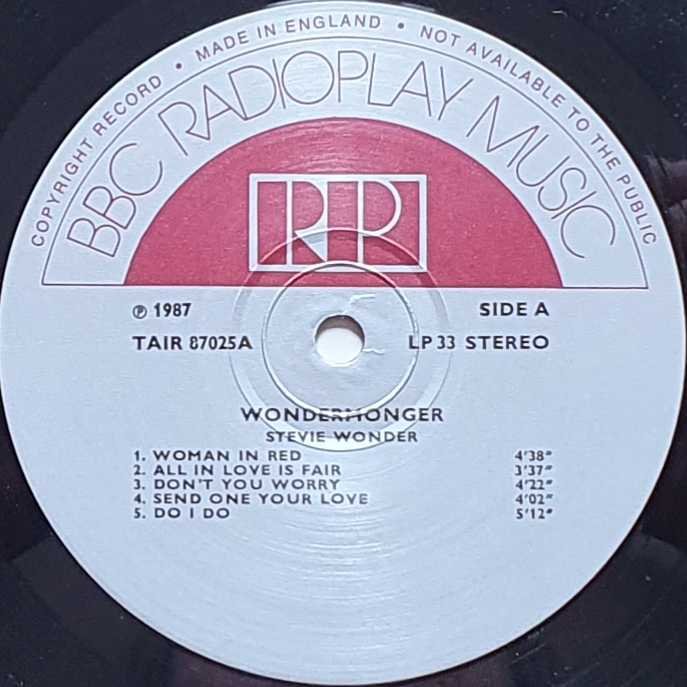 COPYRIGHT RECORD • MADE IN ENGLAND • NOT AVAILABLE TO THE PUBLIC
BBC RADIOPLAY MUSIC
RP
℗ 1987 SIDE A
TAIR 87025A LP 33 STEREO
WONDERMONGER
STEVIE WONDER
1. WOMAN IN RED 4'38"
2. ALL IN LOVE IS FAIR 3'37"
3. DON'T YOU WORRY 4'22"
4. SEND ONE YOUR LOVE 4'02"
5. DO I DO 5'12"